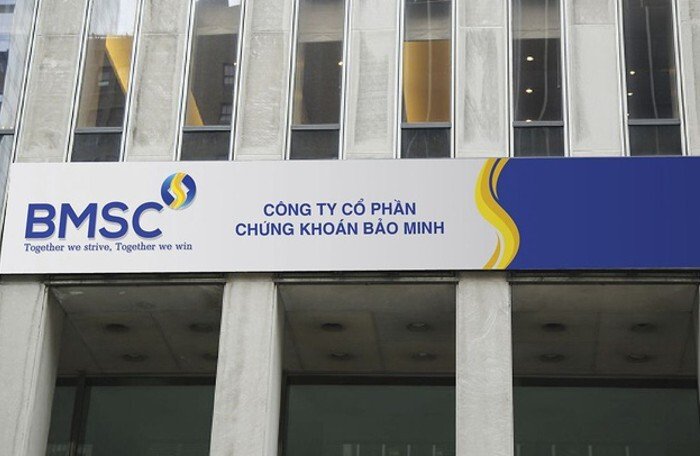 BMSC
Together we strive, Together we win
CÔNG TY CỔ PHẦN
CHỨNG KHOÁN BẢO MINH